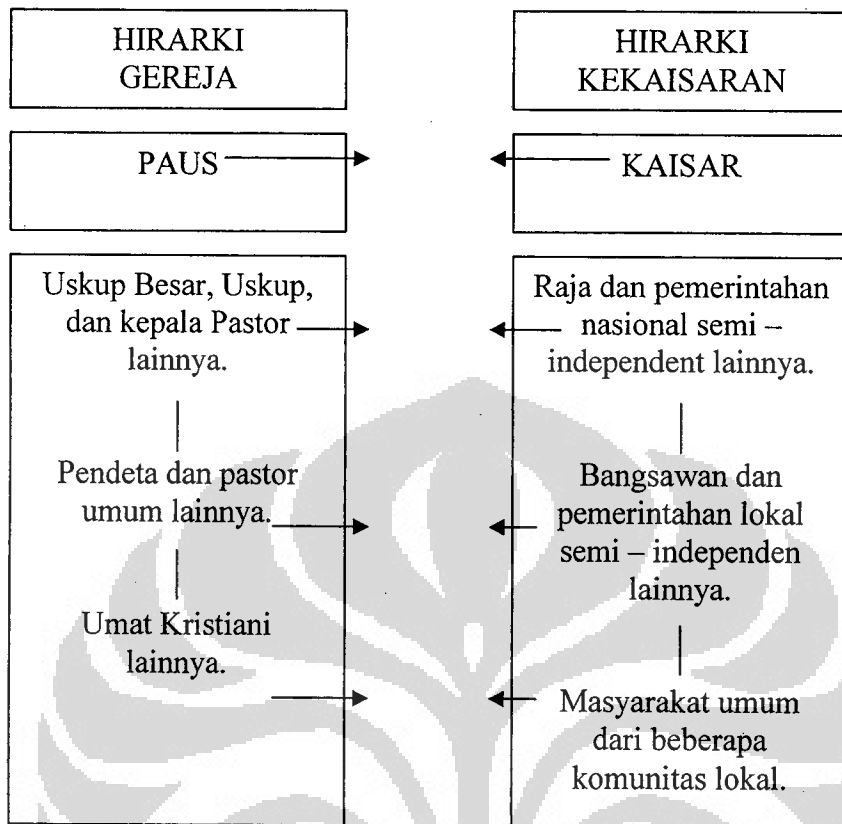 HIRARKI
GEREJA
HIRARKI
KEKAISARAN
PAUS
KAISAR
Uskup Besar, Uskup,
dan kepala Pastor
lainnya.
Pendeta dan pastor
umum lainnya.
Umat Kristiani
lainnya.
Raja dan pemerintahan
nasional semi –
independent lainnya.
Bangsawan dan
pemerintahan lokal
semi – independen
lainnya.
Masyarakat umum
dari beberapa
komunitas lokal.